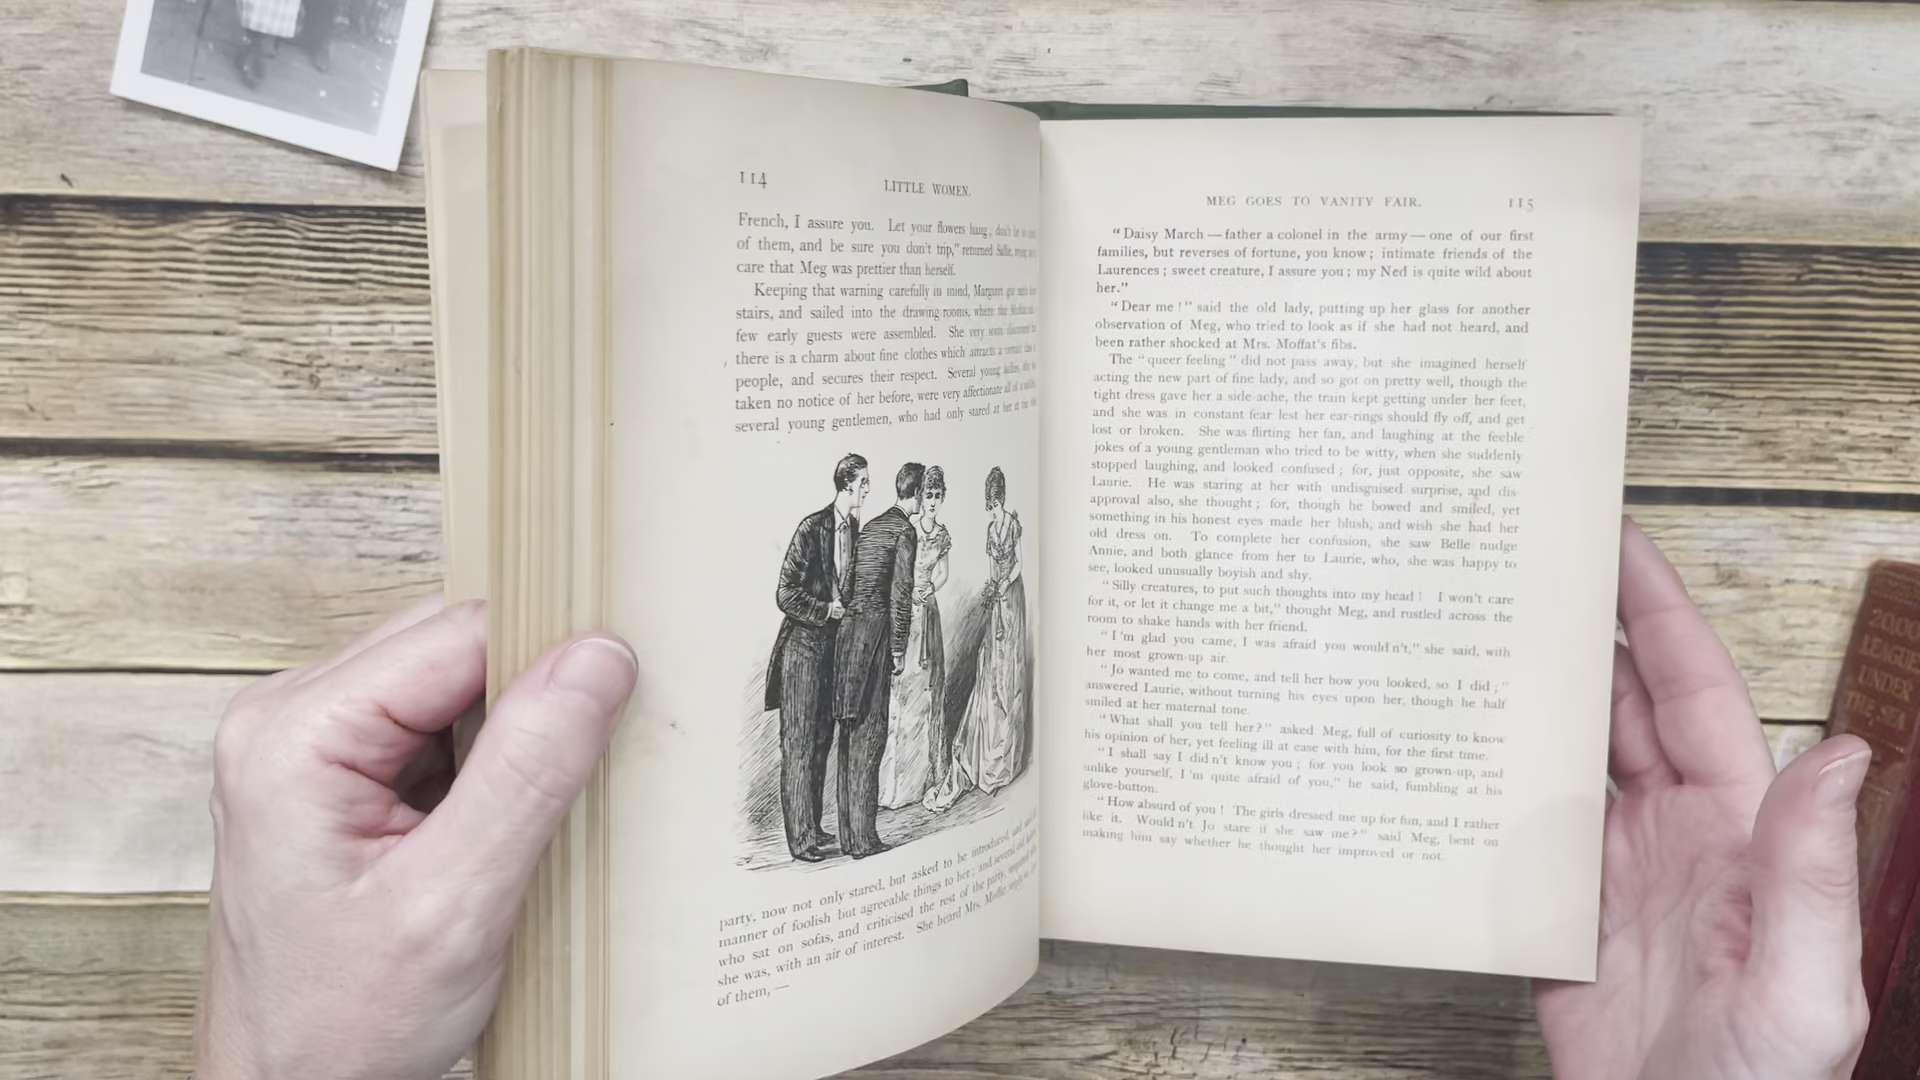 114
LITTLE WOMEN.
French, I assure you. Let your flowers hang, don't be
of them, and be sure you don't trip," returned Sallie,
care that Meg was prettier than herself.
Keeping that warning carefully in mind, Margaret
stairs, and sailed into the drawing-rooms, where the
few early guests were assembled. She very soon
there is a charm about fine clothes which attracts a certain
people, and secures their respect. Several young
taken no notice of her before, were very affectionate all of a
several young gentlemen, who had only stared at her at the
party, now not only stared, but asked to be introduced,
manner of foolish but agreeable things to her; and several old
who sat on sofas, and criticised the rest of the party,
she was, with an air of interest. She heard Mrs. Moffat
of them, —
MEG GOES TO VANITY FAIR.
115
"Daisy March — father a colonel in the army — one of our first
families, but reverses of fortune, you know; intimate friends of the
Laurences; sweet creature, I assure you; my Ned is quite wild about
her."
"Dear me!" said the old lady, putting up her glass for another
observation of Meg, who tried to look as if she had not heard, and
been rather shocked at Mrs. Moffat's fibs.
The "queer feeling" did not pass away, but she imagined herself
acting the new part of fine lady, and so got on pretty well, though the
tight dress gave her a side-ache, the train kept getting under her feet,
and she was in constant fear lest her ear-rings should fly off, and get
lost or broken. She was flirting her fan, and laughing at the feeble
jokes of a young gentleman who tried to be witty, when she suddenly
stopped laughing, and looked confused; for, just opposite, she saw
Laurie. He was staring at her with undisguised surprise, and dis-
approval also, she thought; for, though he bowed and smiled, yet
something in his honest eyes made her blush, and wish she had her
old dress on. To complete her confusion, she saw Belle nudge
Annie, and both glance from her to Laurie, who, she was happy to
see, looked unusually boyish and shy.
"Silly creatures, to put such thoughts into my head! I won't care
for it, or let it change me a bit," thought Meg, and rustled across the
room to shake hands with her friend.
"I'm glad you came, I was afraid you wouldn't," she said, with
her most grown-up air.
"Jo wanted me to come, and tell her how you looked, so I did,"
answered Laurie, without turning his eyes upon her, though he half
smiled at her maternal tone.
"What shall you tell her?" asked Meg, full of curiosity to know
his opinion of her, yet feeling ill at ease with him, for the first time.
"I shall say I didn't know you; for you look so grown-up, and
unlike yourself, I'm quite afraid of you," he said, fumbling at his
glove-button.
"How absurd of you! The girls dressed me up for fun, and I rather
like it. Wouldn't Jo stare if she saw me?" said Meg, bent on
making him say whether he thought her improved or not.
LEAGUES
UNDER
THE SEA